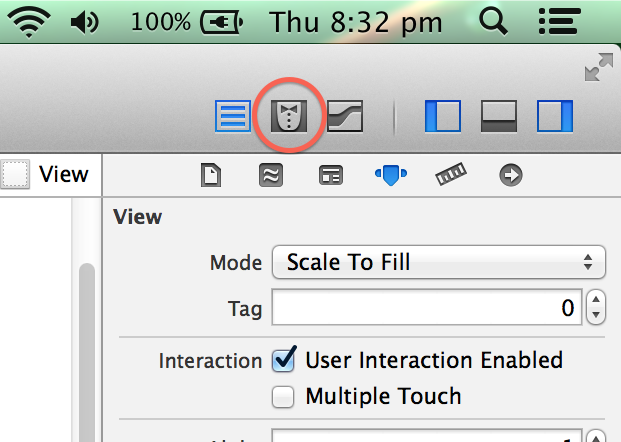 100% Thu 8:32 pm
View
View
Mode Scale To Fill
Tag 0
Interaction User Interaction Enabled
Multiple Touch